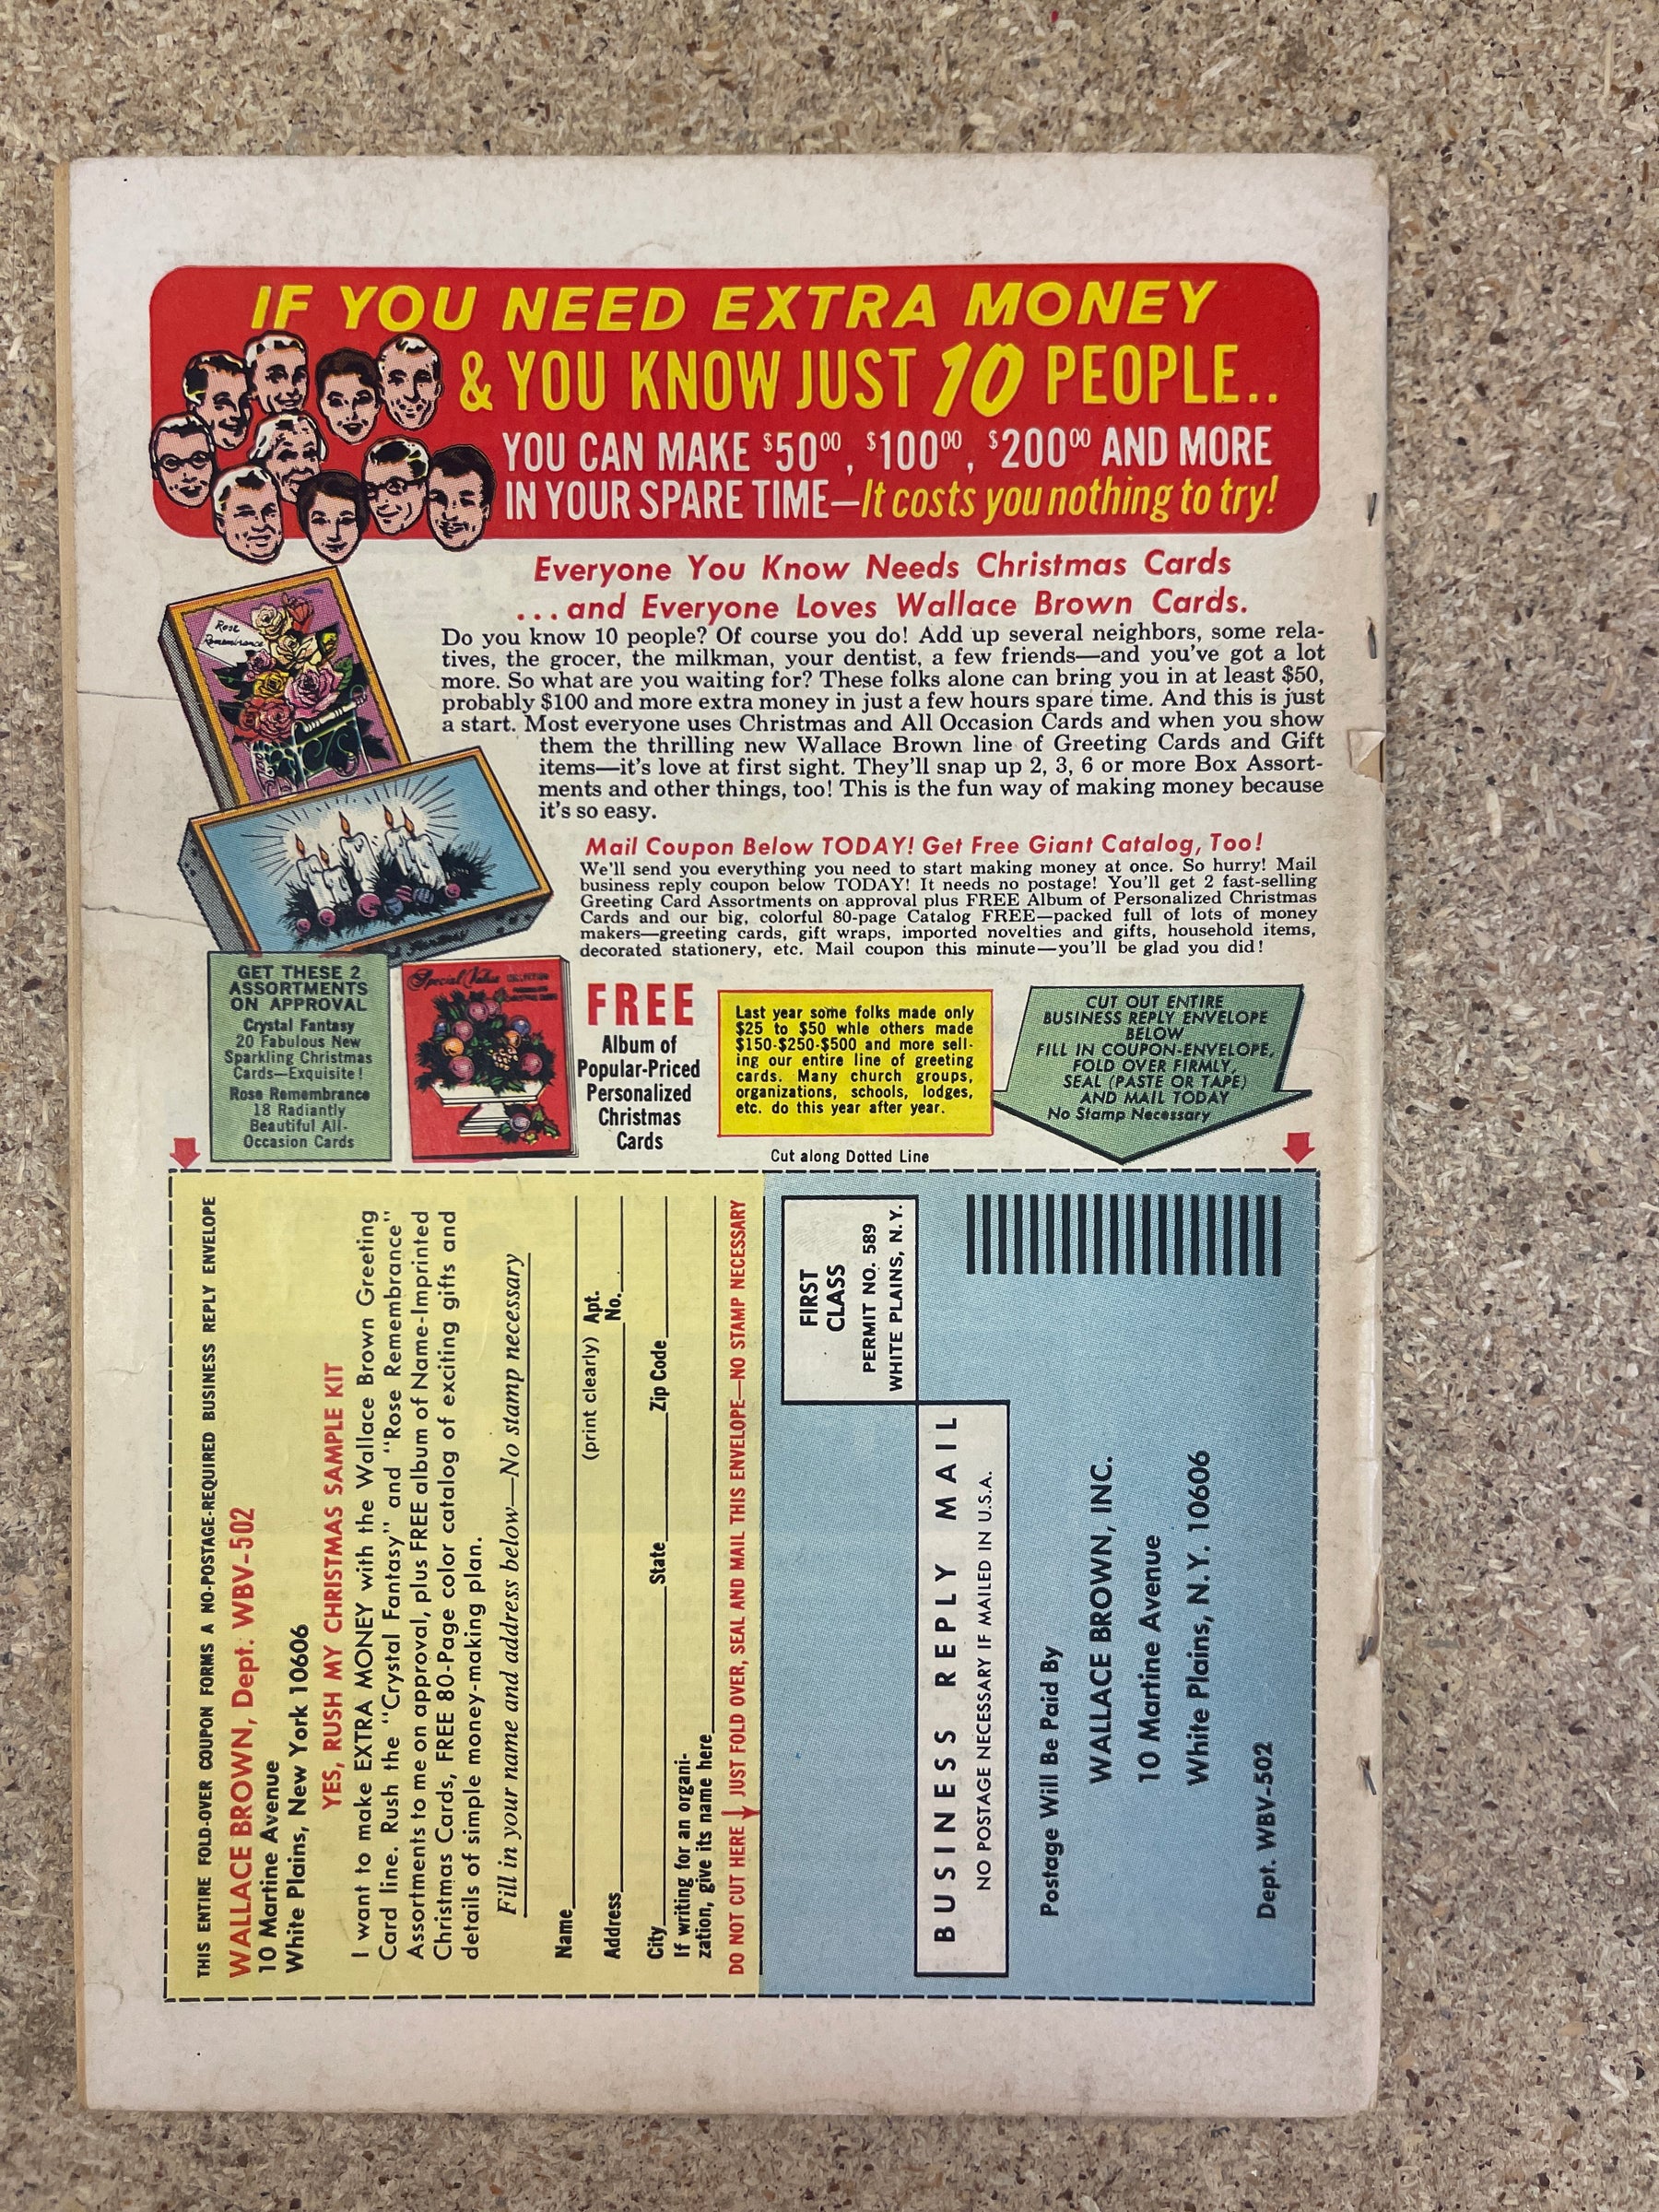 IF YOU NEED EXTRA MONEY
& YOU KNOW JUST 10 PEOPLE..
YOU CAN MAKE $50⁰⁰, $100⁰⁰, $200⁰⁰ AND MORE
IN YOUR SPARE TIME—It costs you nothing to try!
Everyone You Know Needs Christmas Cards
...and Everyone Loves Wallace Brown Cards.
Do you know 10 people? Of course you do! Add up several neighbors, some rela-
tives, the grocer, the milkman, your dentist, a few friends—and you've got a lot
more. So what are you waiting for? These folks alone can bring you in at least $50,
probably $100 and more extra money in just a few hours spare time. And this is just
a start. Most everyone uses Christmas and All Occasion Cards and when you show
them the thrilling new Wallace Brown line of Greeting Cards and Gift
items—it's love at first sight. They'll snap up 2, 3, 6 or more Box Assort-
ments and other things, too! This is the fun way of making money because
it's so easy.
Rose
Remembrance
Mail Coupon Below TODAY! Get Free Giant Catalog, Too!
We'll send you everything you need to start making money at once. So hurry! Mail
business reply coupon below TODAY! It needs no postage! You'll get 2 fast-selling
Greeting Card Assortments on approval plus FREE Album of Personalized Christmas
Cards and our big, colorful 80-page Catalog FREE—packed full of lots of money
makers—greeting cards, gift wraps, imported novelties and gifts, household items,
decorated stationery, etc. Mail coupon this minute—you'll be glad you did!
GET THESE 2
ASSORTMENTS
ON APPROVAL
Crystal Fantasy
20 Fabulous New
Sparkling Christmas
Cards—Exquisite!
Rose Remembrance
18 Radiantly
Beautiful All-
Occasion Cards
Special Value
FREE
Album of
Popular-Priced
Personalized
Christmas
Cards
Last year some folks made only
$25 to $50 whle others made
$150-$250-$500 and more sell-
ing our entire line of greeting
cards. Many church groups,
organizations, schools, lodges,
etc. do this year after year.
CUT OUT ENTIRE
BUSINESS REPLY ENVELOPE
BELOW
FILL IN COUPON-ENVELOPE,
FOLD OVER FIRMLY,
SEAL (PASTE OR TAPE)
AND MAIL TODAY
No Stamp Necessary
Cut along Dotted Line
THIS ENTIRE FOLD-OVER COUPON FORMS A NO-POSTAGE-REQUIRED BUSINESS REPLY ENVELOPE
WALLACE BROWN, Dept. WBV-502
10 Martine Avenue
White Plains, New York 10606
YES, RUSH MY CHRISTMAS SAMPLE KIT
I want to make EXTRA MONEY with the Wallace Brown Greeting
Card line. Rush the "Crystal Fantasy" and "Rose Remembrance"
Assortments to me on approval, plus FREE album of Name-Imprinted
Christmas Cards, FREE 80-Page color catalog of exciting gifts and
details of simple money-making plan.
Fill in your name and address below—No stamp necessary
Name
(print clearly) Apt.
Address No.
City State Zip Code
If writing for an organi-
zation, give its name here
DO NOT CUT HERE JUST FOLD OVER, SEAL AND MAIL THIS ENVELOPE—NO STAMP NECESSARY
FIRST
CLASS
PERMIT NO. 589
WHITE PLAINS, N.Y.
BUSINESS REPLY MAIL
NO POSTAGE NECESSARY IF MAILED IN U.S.A.
Postage Will Be Paid By
WALLACE BROWN, INC.
10 Martine Avenue
White Plains, N.Y. 10606
Dept. WBV-502